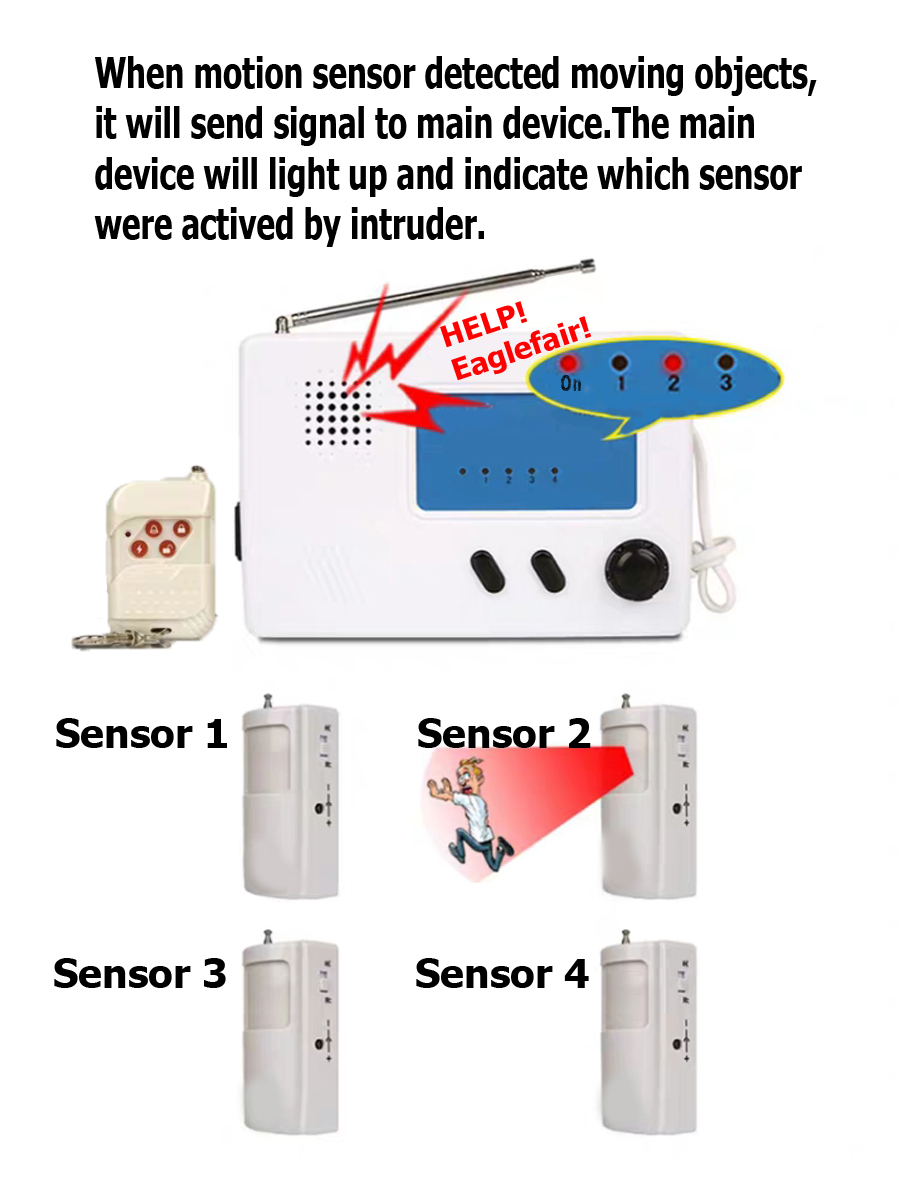 When motion sensor detected moving objects,
it will send signal to main device.The main
device will light up and indicate which sensor
were actived by intruder.
HELP!
Eaglefair!
On 1 2 3
1 2 3 4
Sensor 1
Sensor 2
Sensor 3
Sensor 4